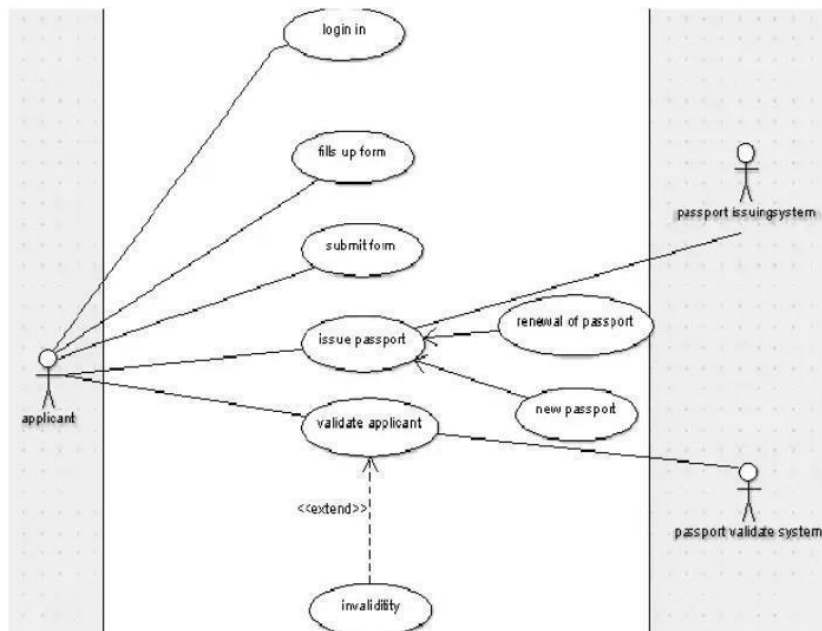 login in
fills up form
submit form
passport issuingsystem
issue passport
renewal of passport
new passport
applicant
validate applicant
<<extend>>
passport validate system
invaliditity